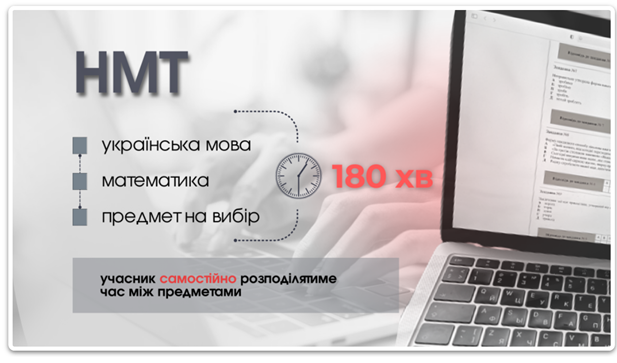 НМТ
українська мова
математика
предмет на вибір
180 хв
учасник самостійно розподілятиме
час між предметами